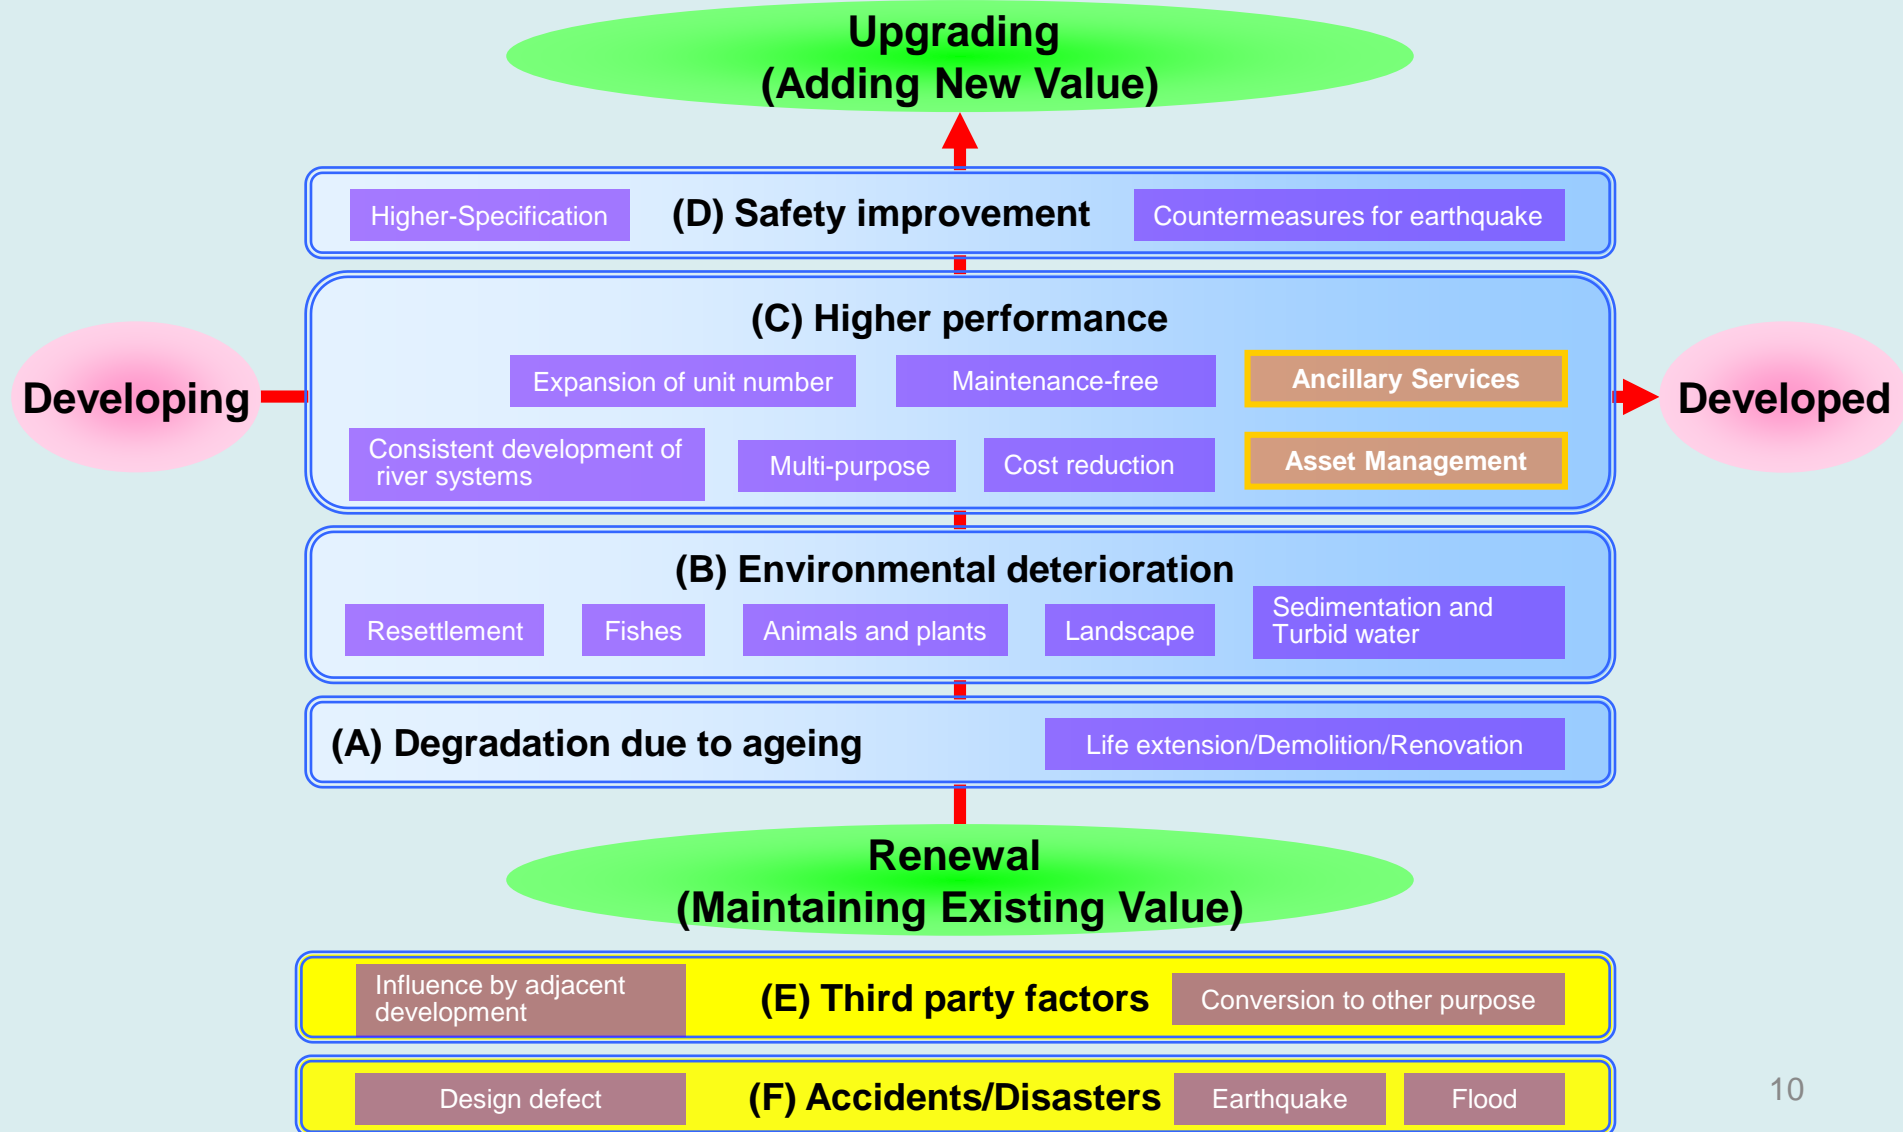 Upgrading
(Adding New Value)
Higher-Specification
(D) Safety improvement
Countermeasures for earthquake
(C) Higher performance
Expansion of unit number
Maintenance-free
Ancillary Services
Developing
Developed
Consistent development of
river systems
Multi-purpose
Cost reduction
Asset Management
(B) Environmental deterioration
Resettlement
Fishes
Animals and plants
Landscape
Sedimentation and
Turbid water
(A) Degradation due to ageing
Life extension/Demolition/Renovation
Renewal
(Maintaining Existing Value)
Influence by adjacent
development
(E) Third party factors
Conversion to other purpose
Design defect
(F) Accidents/Disasters
Earthquake
Flood
10